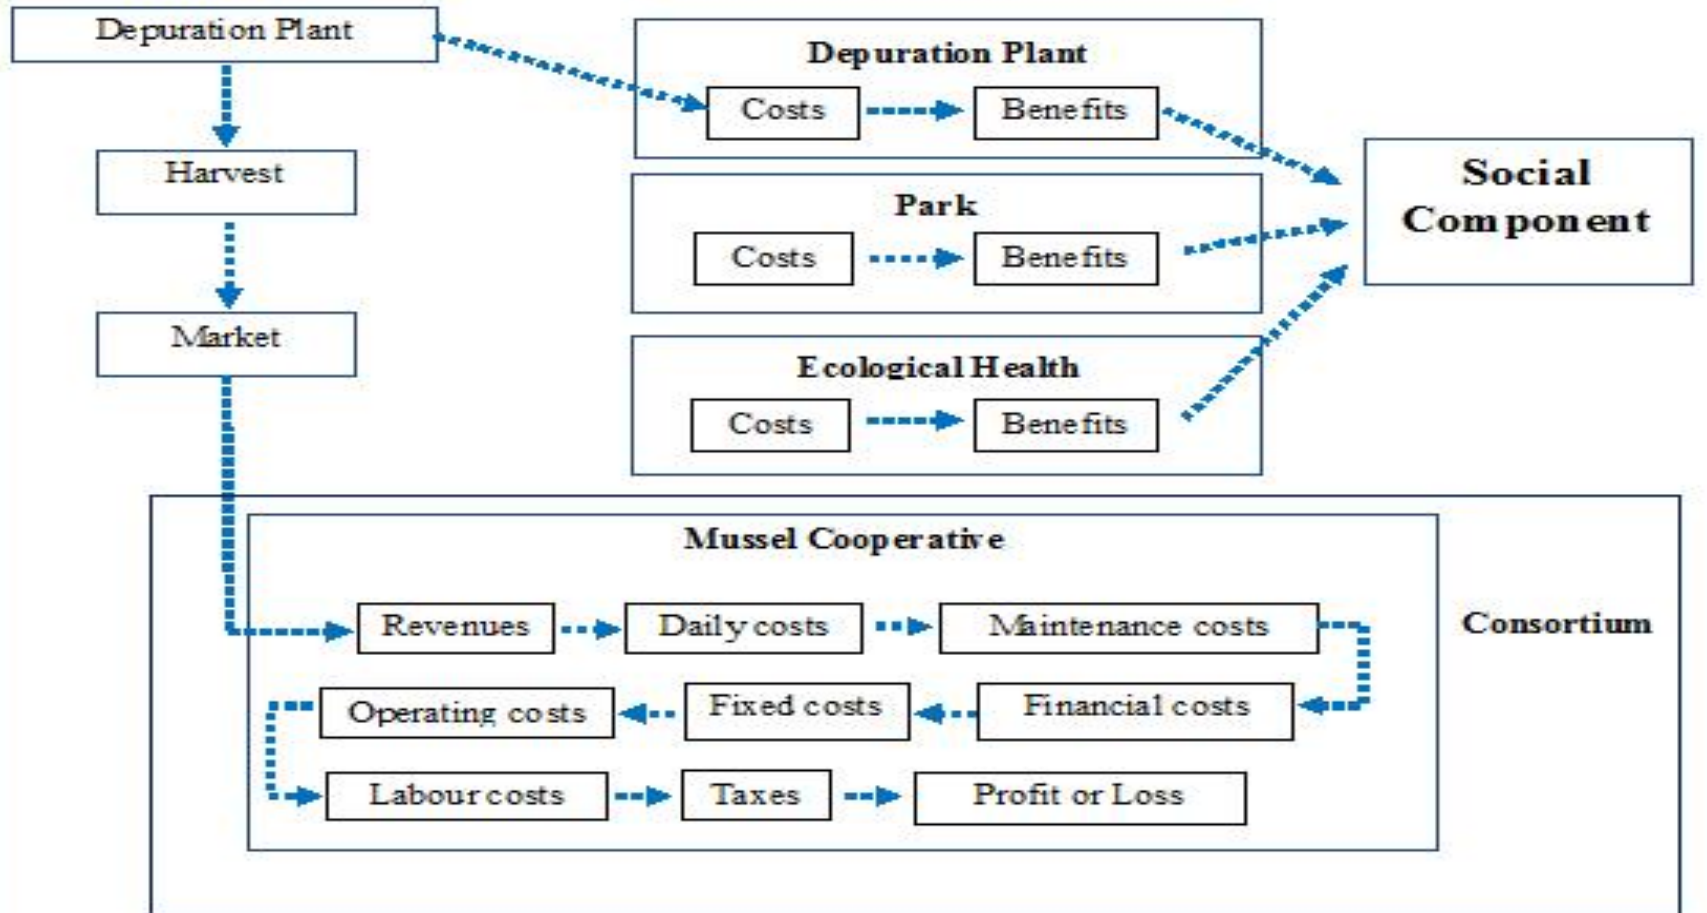 Depuration Plant
Harvest
Market
Depuration Plant
Costs
Benefits
Park
Costs
Benefits
Ecological Health
Costs
Benefits
Social
Component
Mussel Cooperative
Revenues
Daily costs
Maintenance costs
Financial costs
Fixed costs
Operating costs
Labour costs
Taxes
Profit or Loss
Consortium